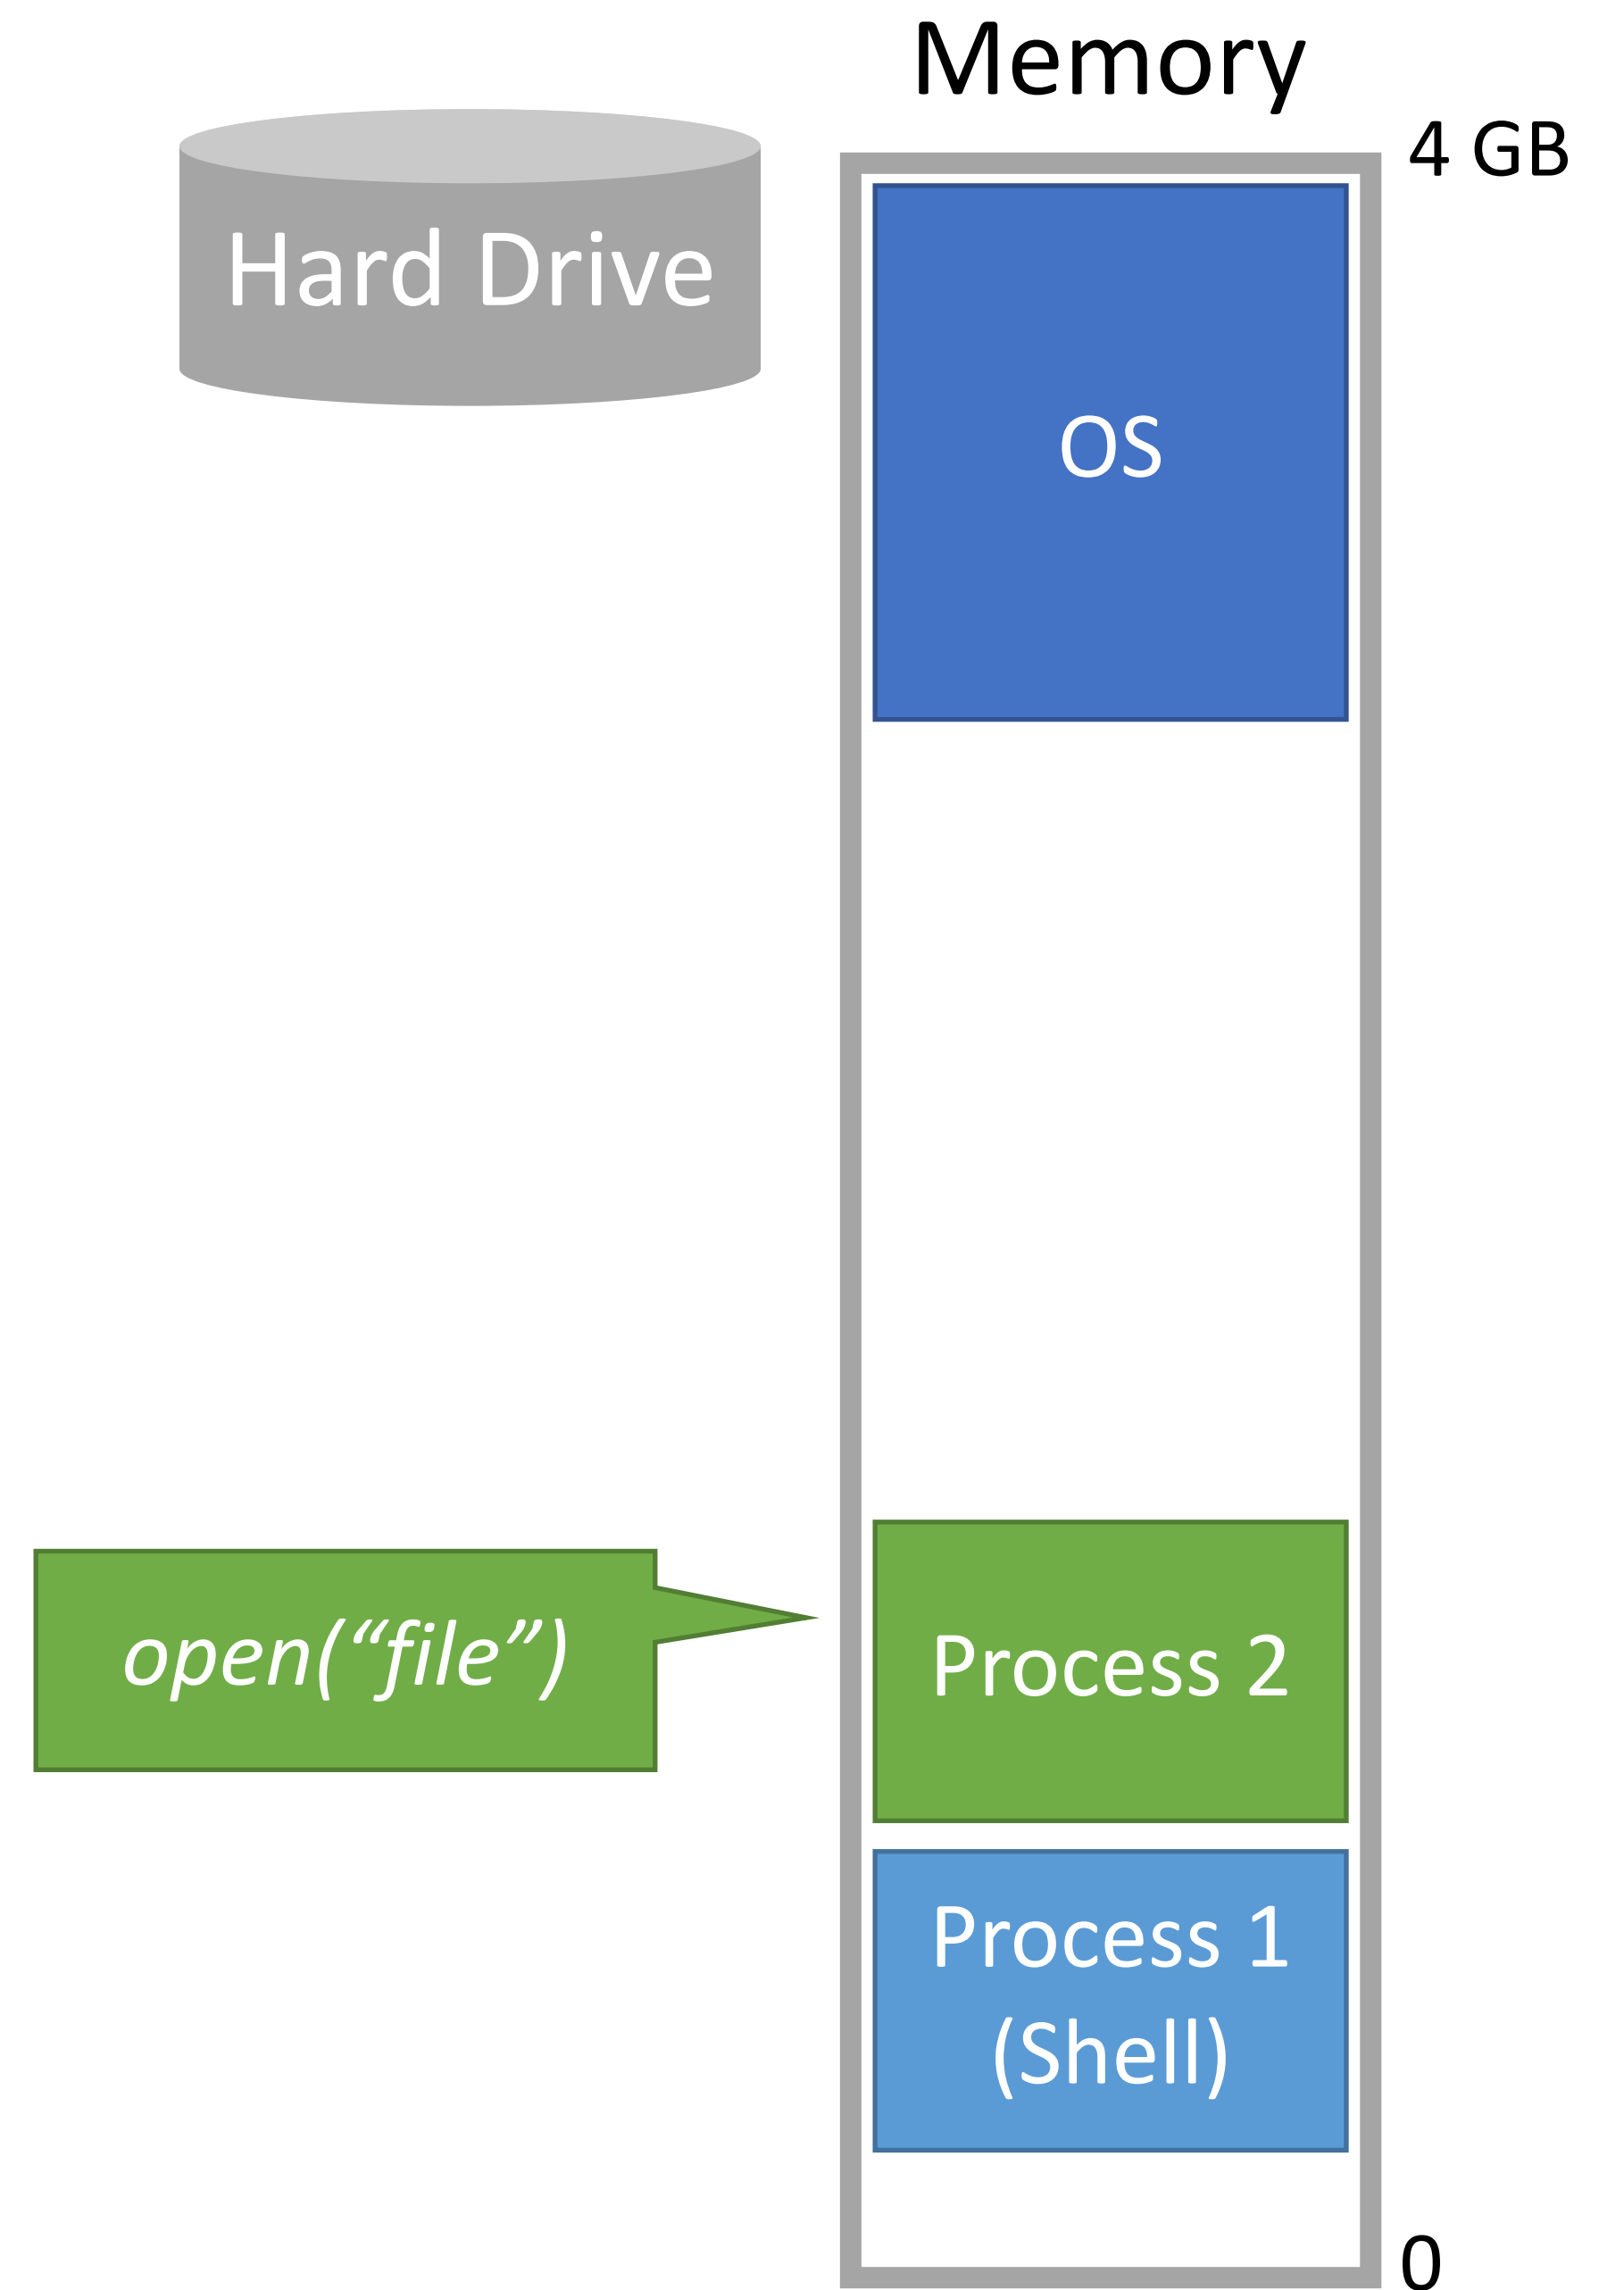 Memory
4 GB
Hard Drive
OS
open(“file”)
Process 2
Process 1
(Shell)
0